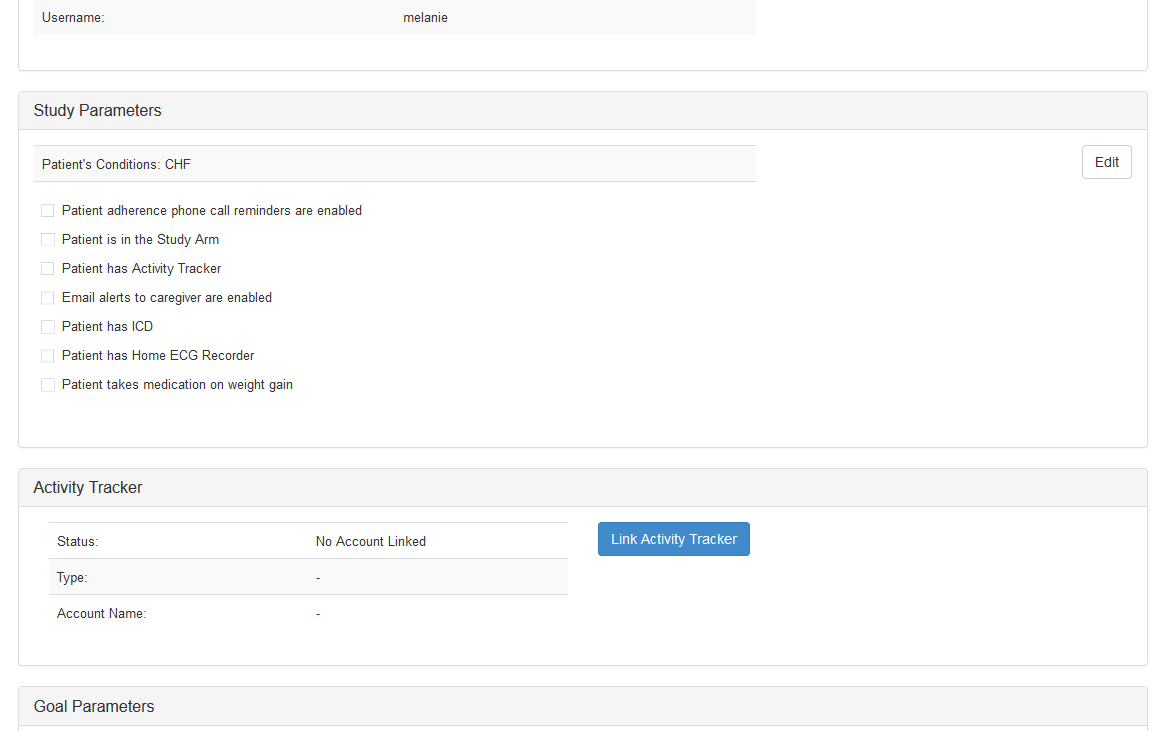 Username: melanie
Study Parameters
Patient's Conditions: CHF
Edit
Patient adherence phone call reminders are enabled
Patient is in the Study Arm
Patient has Activity Tracker
Email alerts to caregiver are enabled
Patient has ICD
Patient has Home ECG Recorder
Patient takes medication on weight gain
Activity Tracker
Status: No Account Linked
Link Activity Tracker
Type: -
Account Name: -
Goal Parameters